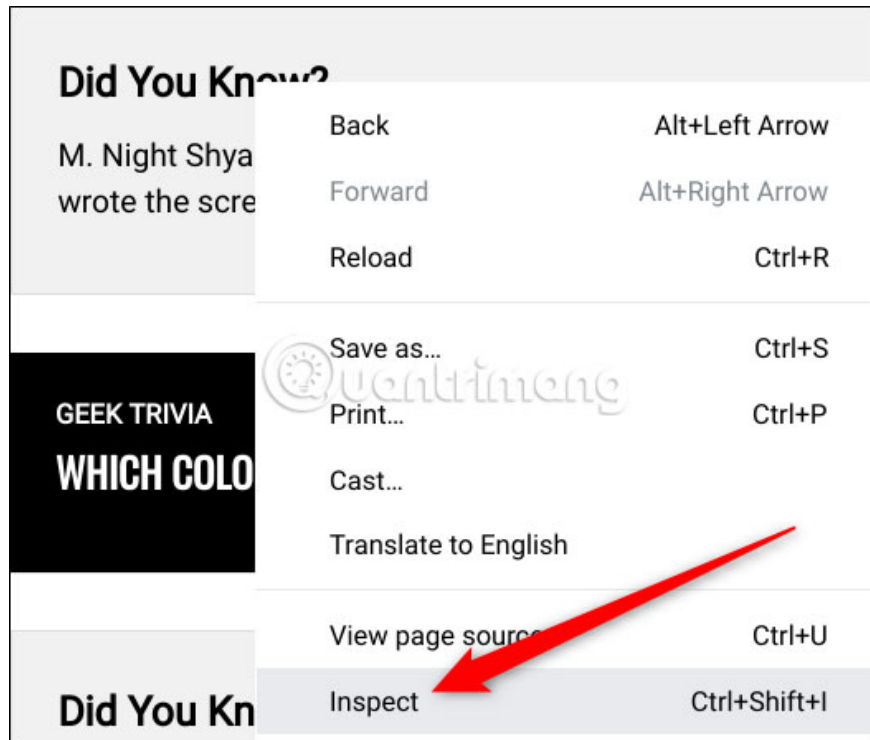 Did You Know?
M. Night Shya
wrote the scre
GEEK TRIVIA
WHICH COLO
Did You Kn
Back Alt+Left Arrow
Forward Alt+Right Arrow
Reload Ctrl+R
Save as... Ctrl+S
Quantrimang
Print... Ctrl+P
Cast...
Translate to English
View page source Ctrl+U
Inspect Ctrl+Shift+I